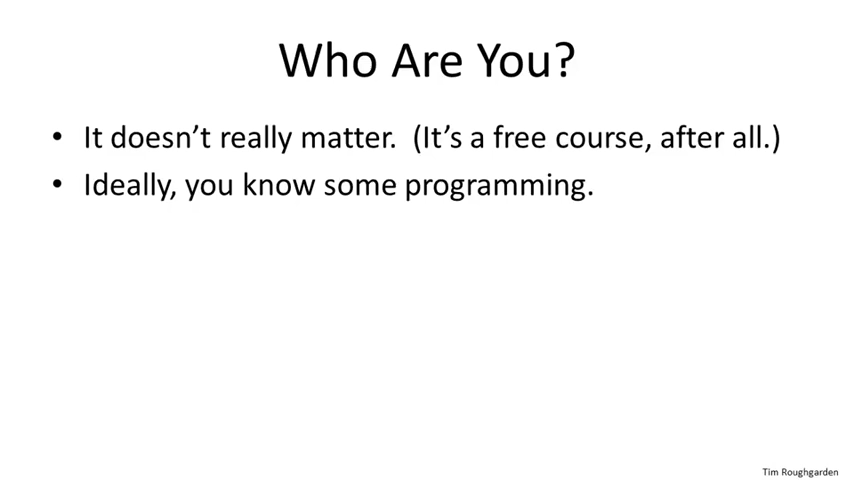 Who Are You?
• It doesn't really matter.  (It's a free course, after all.)
• Ideally, you know some programming.
Tim Roughgarden